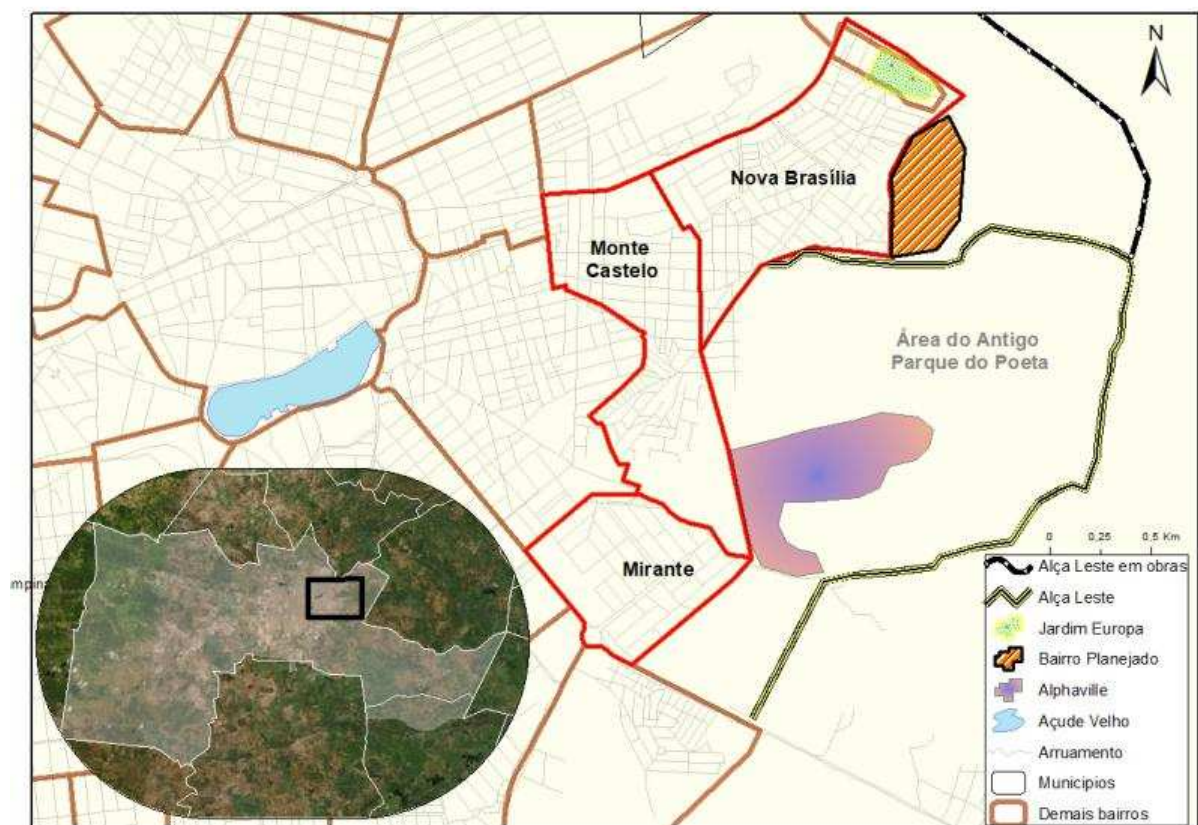 N
Nova Brasília
Monte
Castelo
Área do Antigo
Parque do Poeta
Mirante
mpina
0 0,25 0,5 Km
Alça Leste em obras
Alça Leste
Jardim Europa
Bairro Planejado
Alphaville
Açude Velho
Arruamento
Municipios
Demais bairros